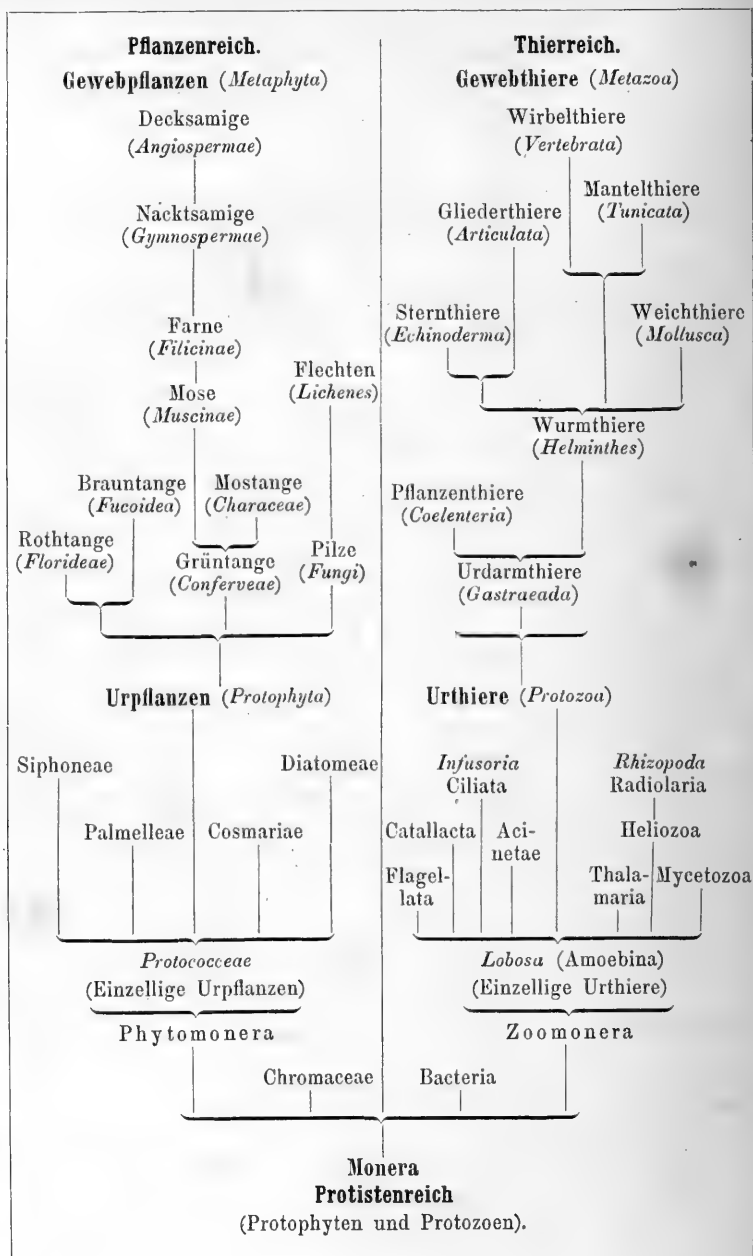 Pflanzenreich.
Gewebpflanzen (Metaphyta)
Decksamige
(Angiospermae)
Nacktsamige
(Gymnospermae)
Farne
(Filicinae)
Mose
(Muscinae)
Flechten
(Lichenes)
Brauntange
(Fucoidea)
Mostange
(Characeae)
Rothtange
(Florideae)
Grüntange
(Conferveae)
Pilze
(Fungi)
Urpflanzen (Protophyta)
Siphoneae
Diatomeae
Palmelleae
Cosmariae
Protococceae
(Einzellige Urpflanzen)
Phytomonera
Chromaceae
Thierreich.
Gewebthiere (Metazoa)
Wirbelthiere
(Vertebrata)
Mantelthiere
(Tunicata)
Gliederthiere
(Articulata)
Sternthiere
(Echinoderma)
Weichthiere
(Mollusca)
Wurmthiere
(Helminthes)
Pflanzenthiere
(Coelenteria)
Urdarmthiere
(Gastraeada)
Urthiere (Protozoa)
Infusoria
Ciliata
Rhizopoda
Radiolaria
Catallacta
Aci-
netae
Heliozoa
Flagel-
lata
Thala-
maria
Mycetozoa
Lobosa (Amoebina)
(Einzellige Urthiere)
Zoomonera
Bacteria
Monera
Protistenreich
(Protophyten und Protozoen).